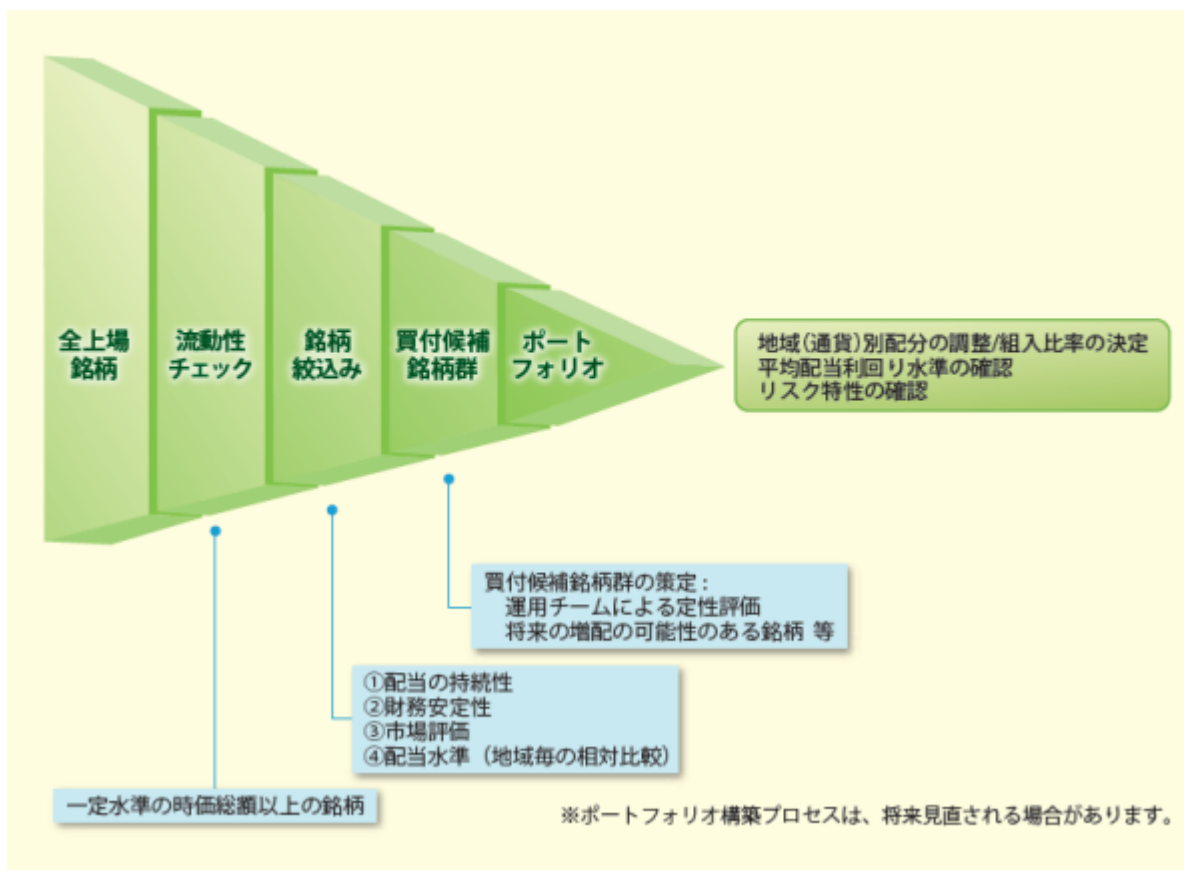 全上場
銘柄
流動性
チェック
銘柄
絞込み
買付候補
銘柄群
ポート
フォリオ
地域(通貨)別配分の調整/組入比率の決定
平均配当利回り水準の確認
リスク特性の確認
買付候補銘柄群の策定:
運用チームによる定性評価
将来の増配の可能性のある銘柄 等
①配当の持続性
②財務安定性
③市場評価
④配当水準(地域毎の相対比較)
一定水準の時価総額以上の銘柄
※ポートフォリオ構築プロセスは、将来見直される場合があります。